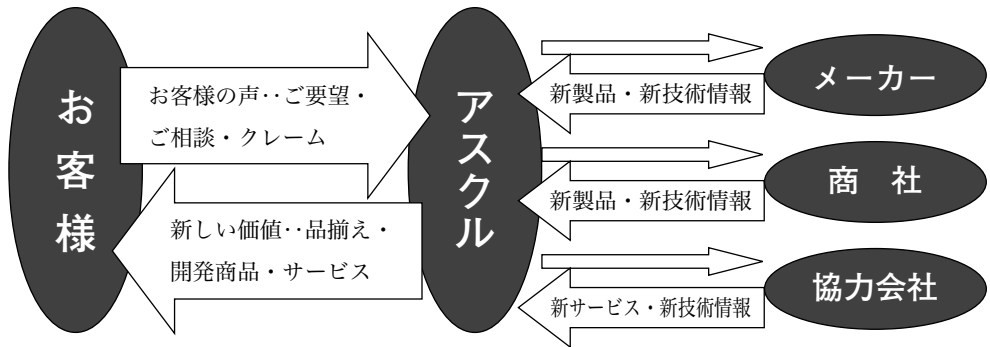 お客様
お客様の声‥ご要望・
ご相談・クレーム
新しい価値‥品揃え・
開発商品・サービス
アスクル
新製品・新技術情報
メーカー
新製品・新技術情報
商　社
新サービス・新技術情報
協力会社